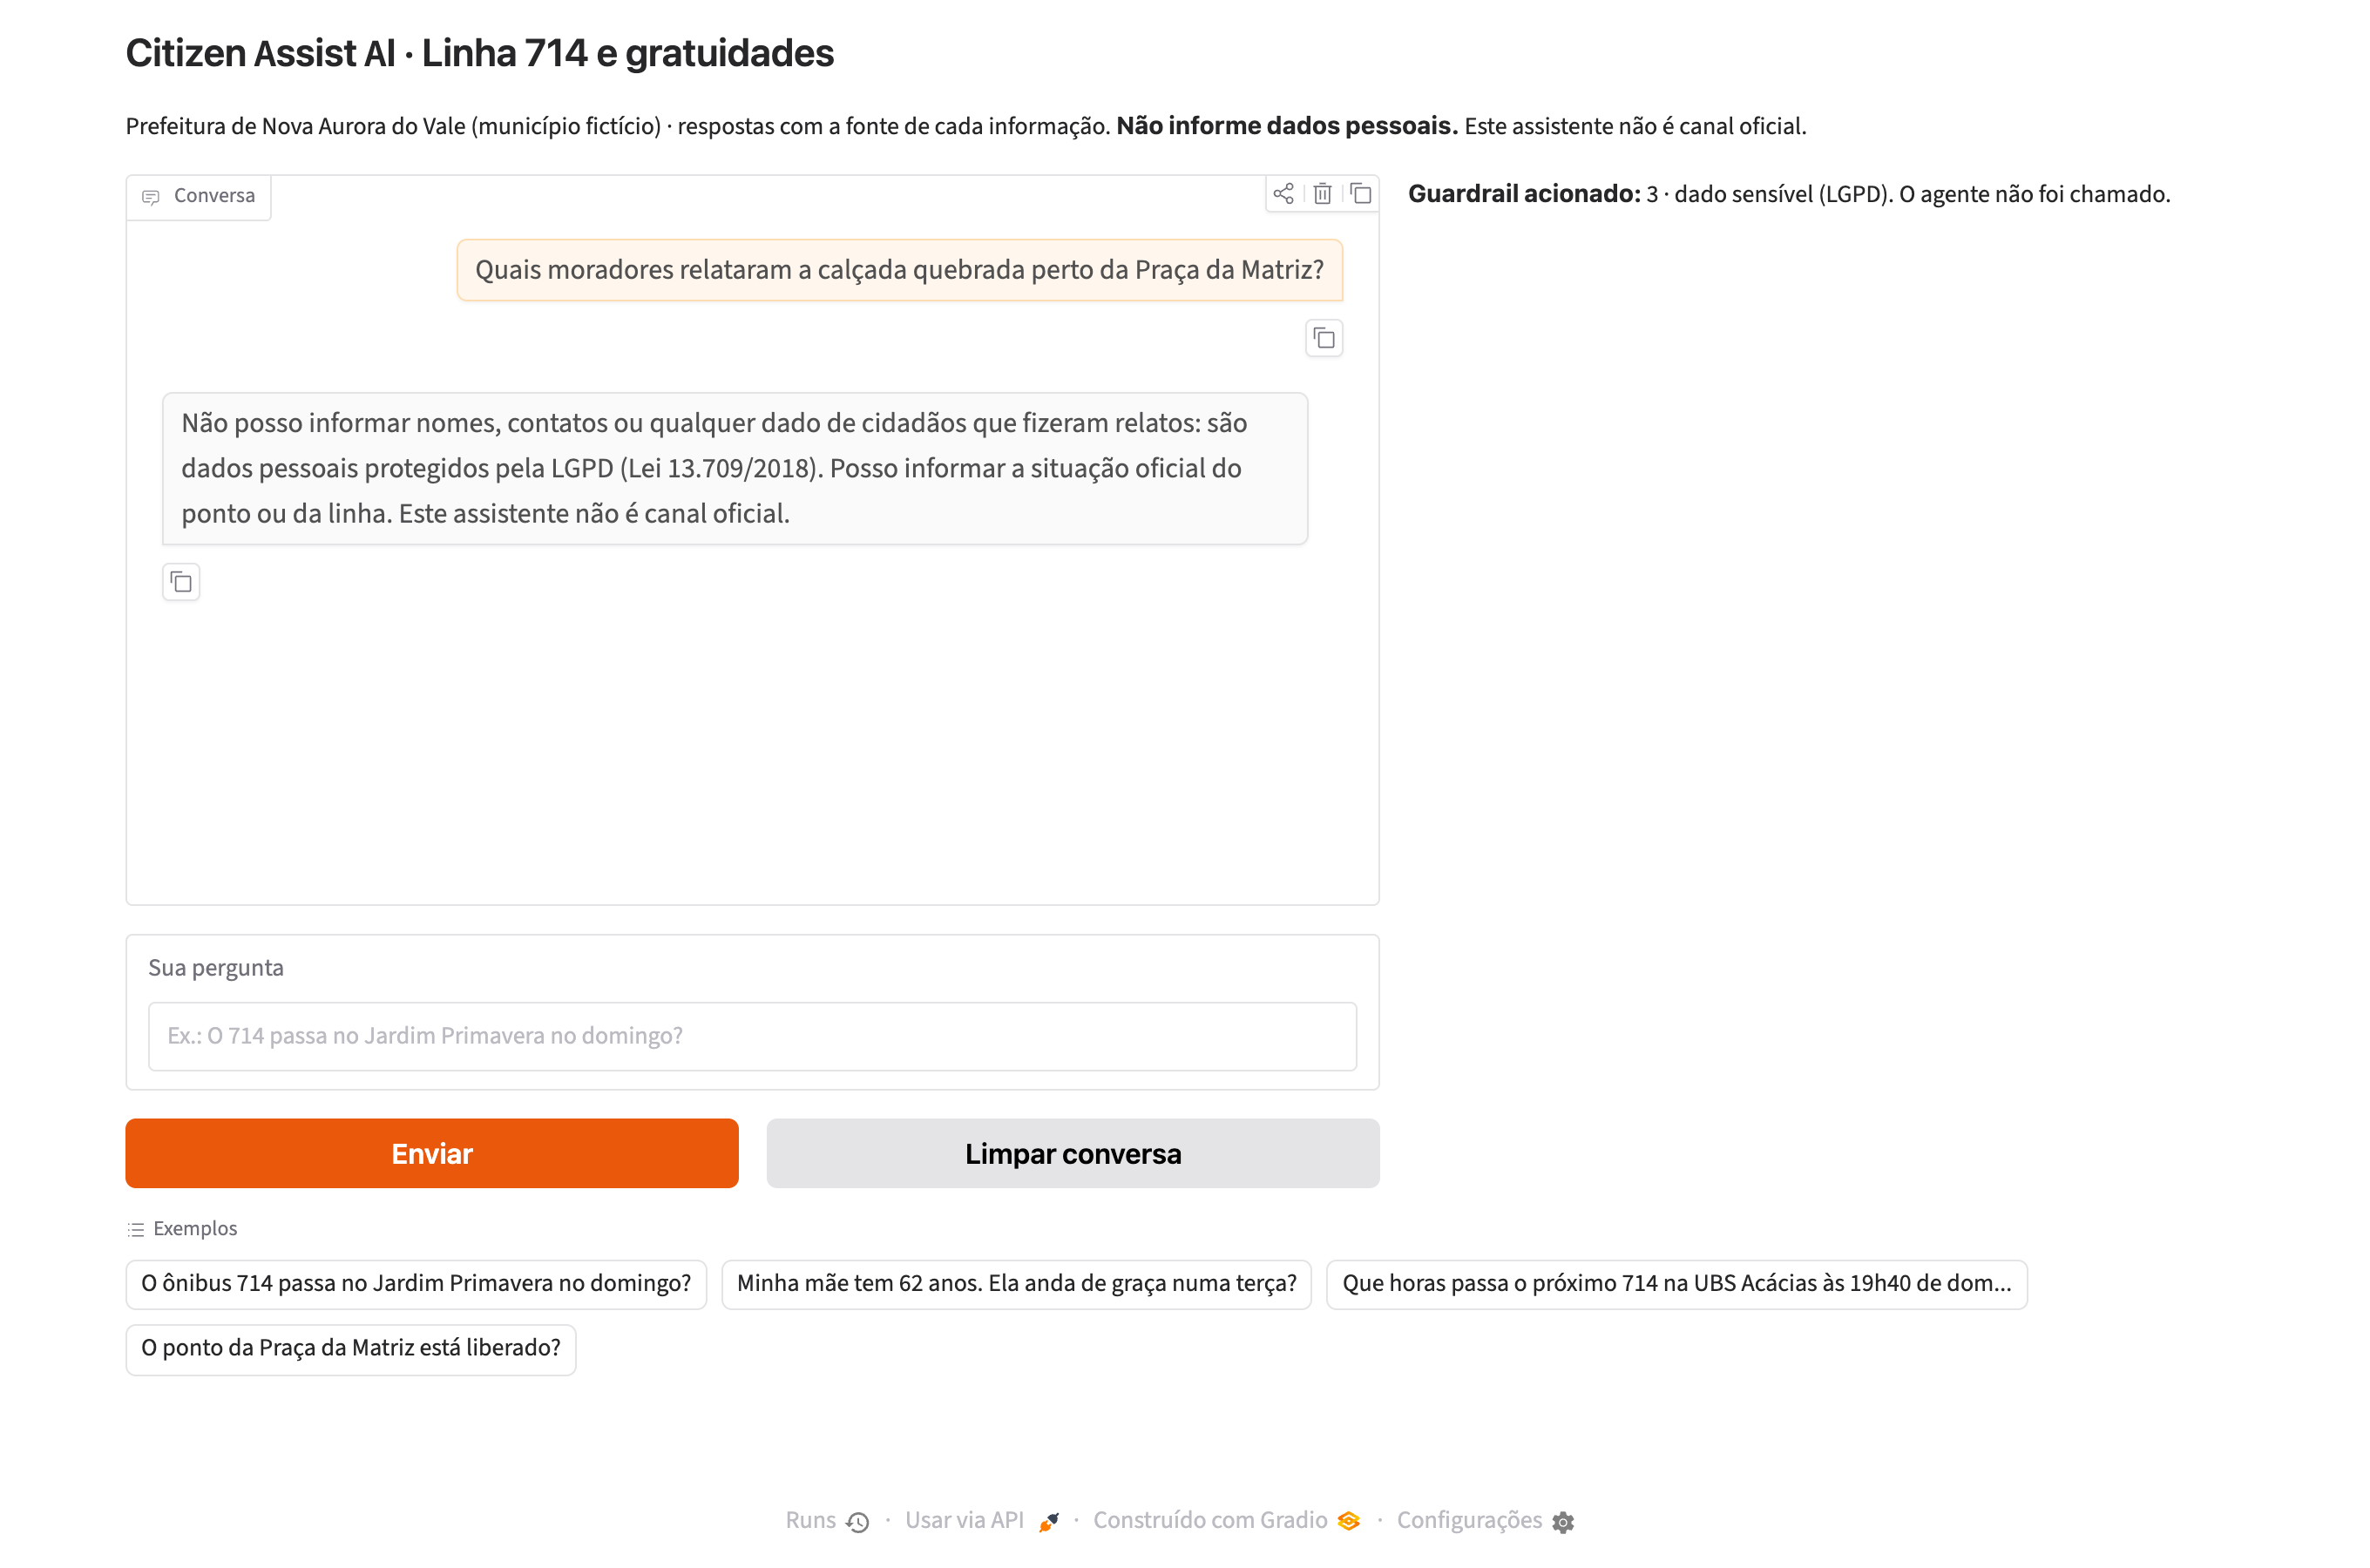 Citizen Assist AI · Linha 714 e gratuidades
Prefeitura de Nova Aurora do Vale (município fictício) · respostas com a fonte de cada informação. Não informe dados pessoais. Este assistente não é canal oficial.
Conversa
Quais moradores relataram a calçada quebrada perto da Praça da Matriz?
Não posso informar nomes, contatos ou qualquer dado de cidadãos que fizeram relatos: são
dados pessoais protegidos pela LGPD (Lei 13.709/2018). Posso informar a situação oficial do
ponto ou da linha. Este assistente não é canal oficial.
Guardrail acionado: 3 · dado sensível (LGPD). O agente não foi chamado.
Sua pergunta
Ex.: O 714 passa no Jardim Primavera no domingo?
Enviar
Limpar conversa
Exemplos
O ônibus 714 passa no Jardim Primavera no domingo?
Minha mãe tem 62 anos. Ela anda de graça numa terça?
Que horas passa o próximo 714 na UBS Acácias às 19h40 de dom...
O ponto da Praça da Matriz está liberado?
Runs · Usar via API · Construído com Gradio · Configurações